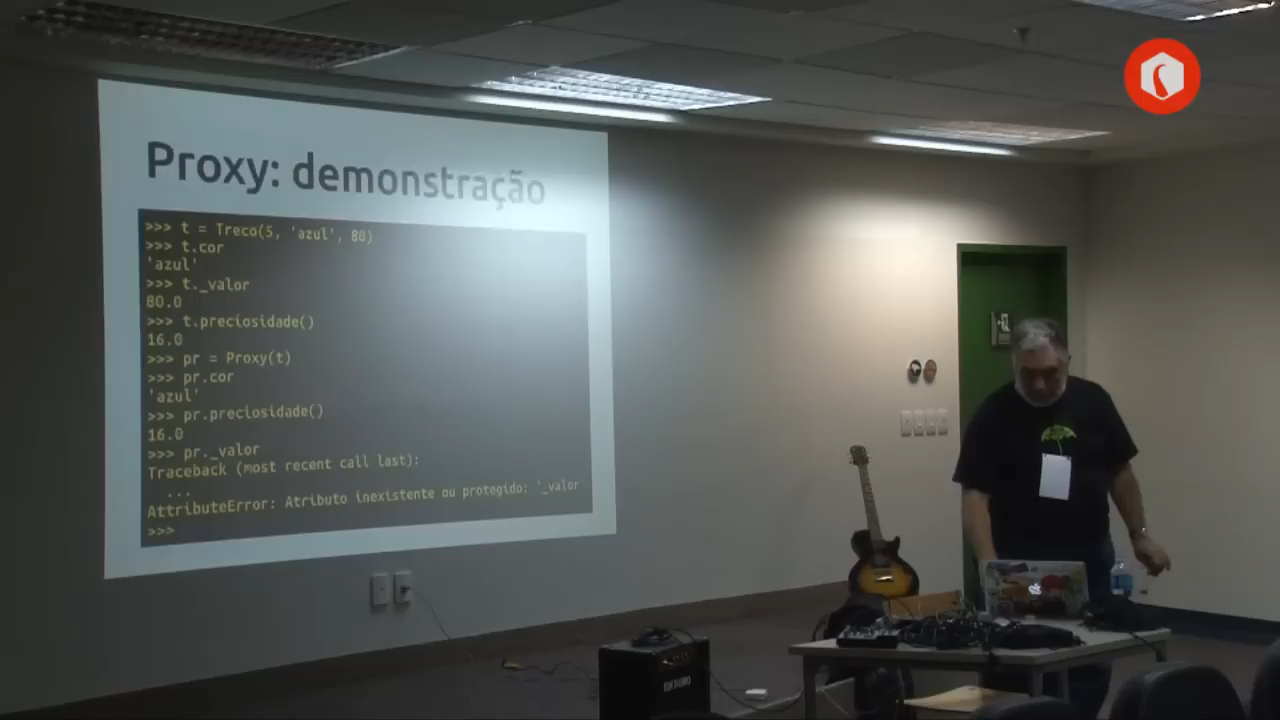 Proxy: demonstração
>>> t = Treco(5, 'azul', 80)
>>> t.cor
'azul'
>>> t._valor
80.0
>>> t.preciosidade()
16.0
>>> pr = Proxy(t)
>>> pr.cor
'azul'
>>> pr.preciosidade()
16.0
>>> pr._valor
Traceback (most recent call last):
...
AttributeError: Atributo inexistente ou protegido: '_valor
>>>